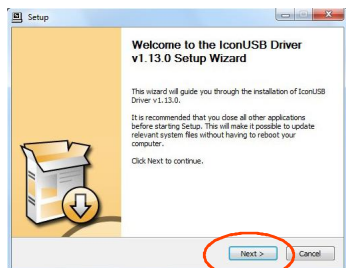 Setup
Welcome to the IconUSB Driver
v1.13.0 Setup Wizard
This wizard will guide you through the installation of IconUSB
Driver v1.13.0.
It is recommended that you close all other applications
before starting Setup. This will make it possible to update
relevant system files without having to reboot your
computer.
Click Next to continue.
Next >
Cancel